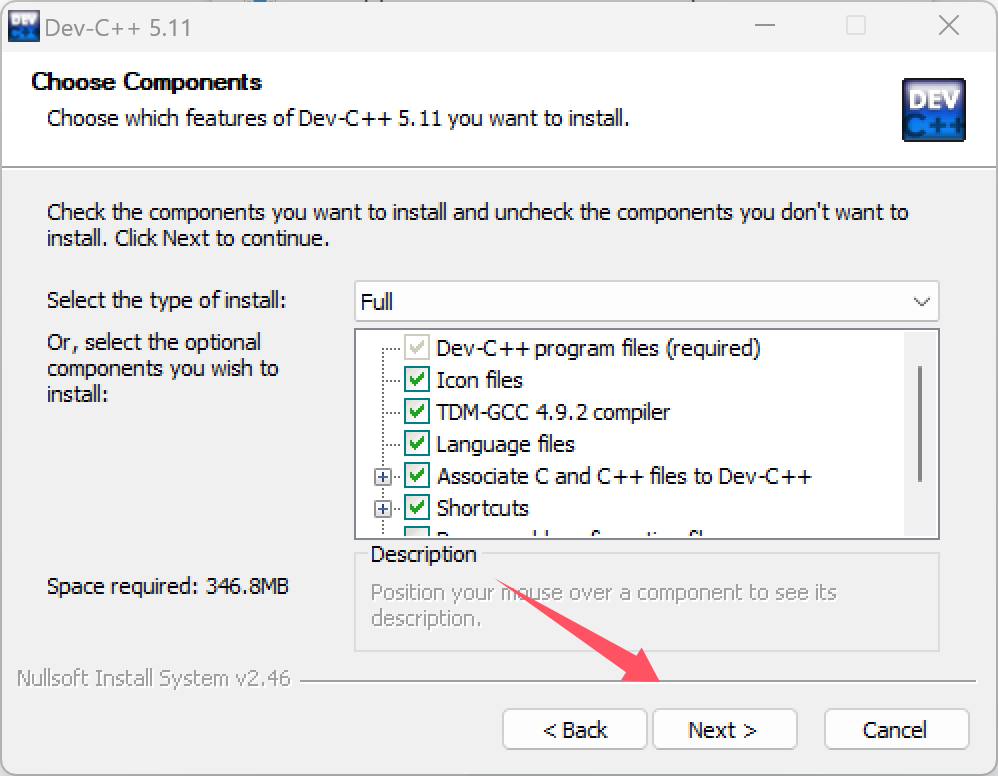 Dev-C++ 5.11
Choose Components
Choose which features of Dev-C++ 5.11 you want to install.
DEV
C++
Check the components you want to install and uncheck the components you don't want to
install. Click Next to continue.
Select the type of install:
Full
Or, select the optional
components you wish to
install:
Dev-C++ program files (required)
Icon files
TDM-GCC 4.9.2 compiler
Language files
Associate C and C++ files to Dev-C++
Shortcuts
Description
Position your mouse over a component to see its
description.
Space required: 346.8MB
Nullsoft Install System v2.46
< Back
Next >
Cancel